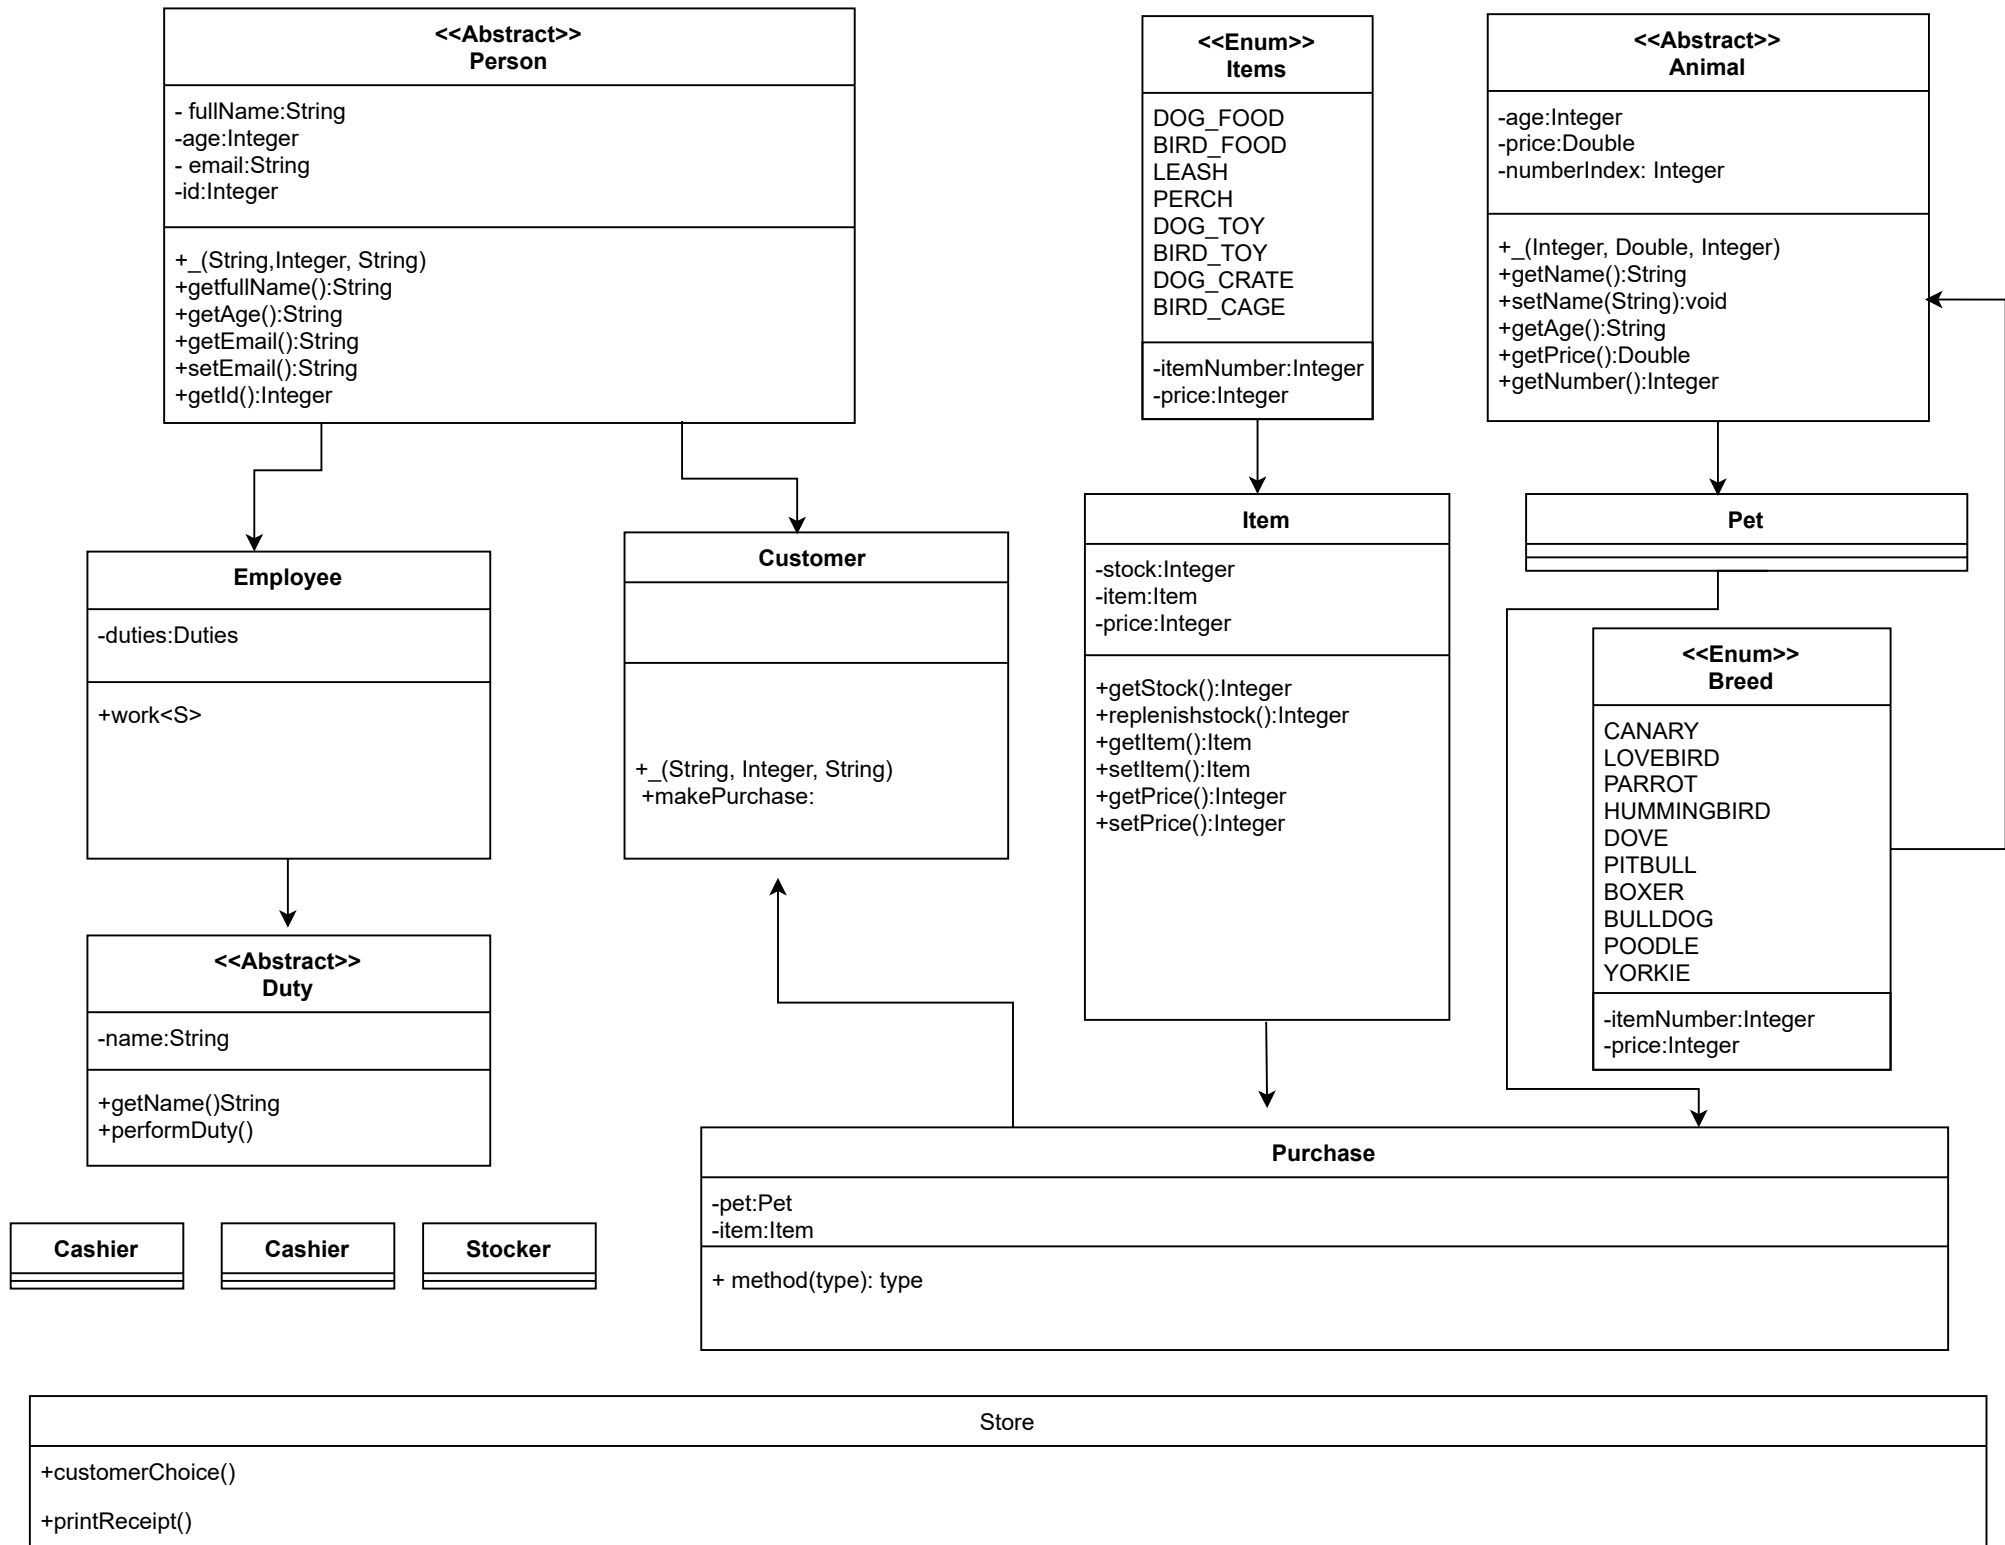 <<Abstract>>
Person
- fullName:String
-age:Integer
- email:String
-id:Integer
+_(String,Integer, String)
+getfullName():String
+getAge():String
+getEmail():String
+setEmail():String
+getId():Integer
<<Enum>>
Items
DOG_FOOD
BIRD_FOOD
LEASH
PERCH
DOG_TOY
BIRD_TOY
DOG_CRATE
BIRD_CAGE
-itemNumber:Integer
-price:Integer
<<Abstract>>
Animal
-age:Integer
-price:Double
-numberIndex: Integer
+_(Integer, Double, Integer)
+getName():String
+setName(String):void
+getAge():String
+getPrice():Double
+getNumber():Integer
Employee
-duties:Duties
+work<S>
Customer
+_(String, Integer, String)
+makePurchase:
Item
-stock:Integer
-item:Item
-price:Integer
+getStock():Integer
+replenishstock():Integer
+getItem():Item
+setItem():Item
+getPrice():Integer
+setPrice():Integer
Pet
<<Enum>>
Breed
CANARY
LOVEBIRD
PARROT
HUMMINGBIRD
DOVE
PITBULL
BOXER
BULLDOG
POODLE
YORKIE
-itemNumber:Integer
-price:Integer
<<Abstract>>
Duty
-name:String
+getName()String
+performDuty()
Cashier
Cashier
Stocker
Purchase
-pet:Pet
-item:Item
+ method(type): type
Store
+customerChoice()
+printReceipt()